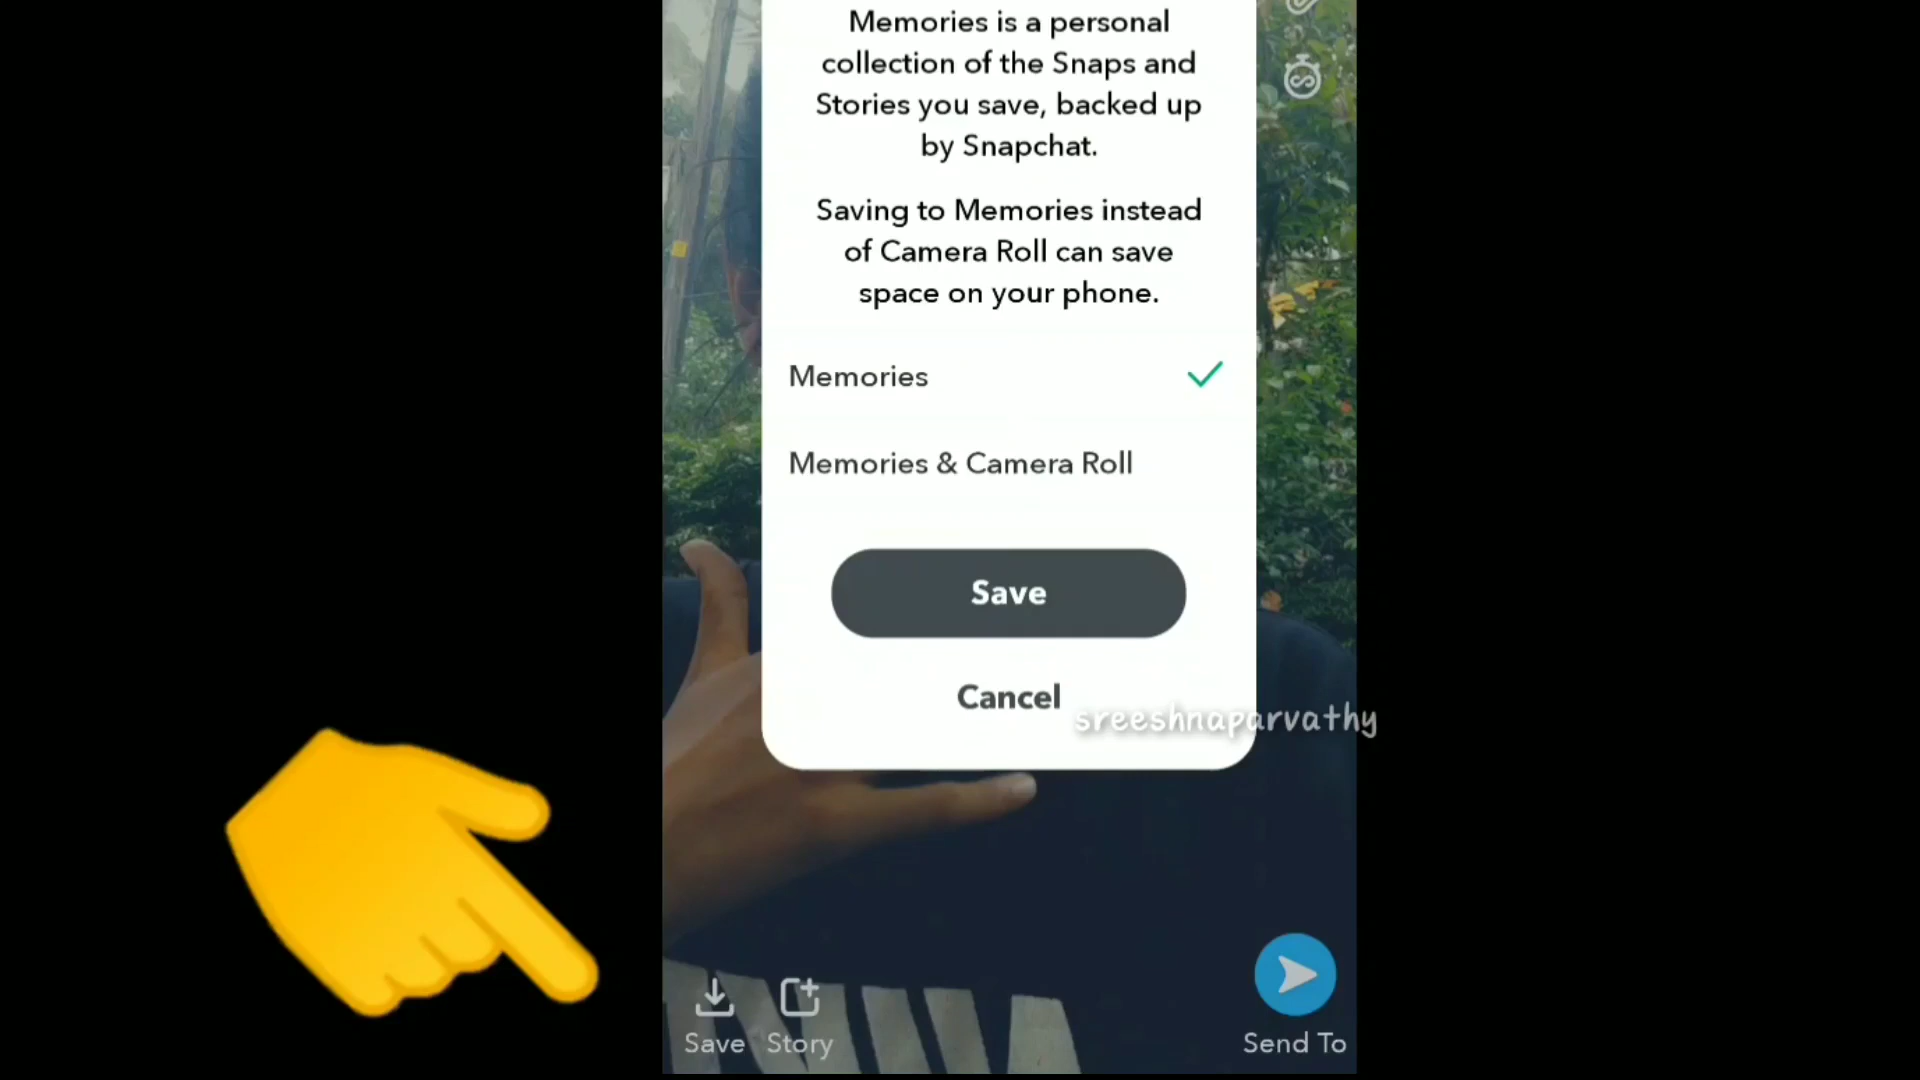 Memories is a personal
collection of the Snaps and
Stories you save, backed up
by Snapchat.
Saving to Memories instead
of Camera Roll can save
space on your phone.
Memories
Memories & Camera Roll
Save
Cancel
sreeshnaparvathy
Save
Story
Send To